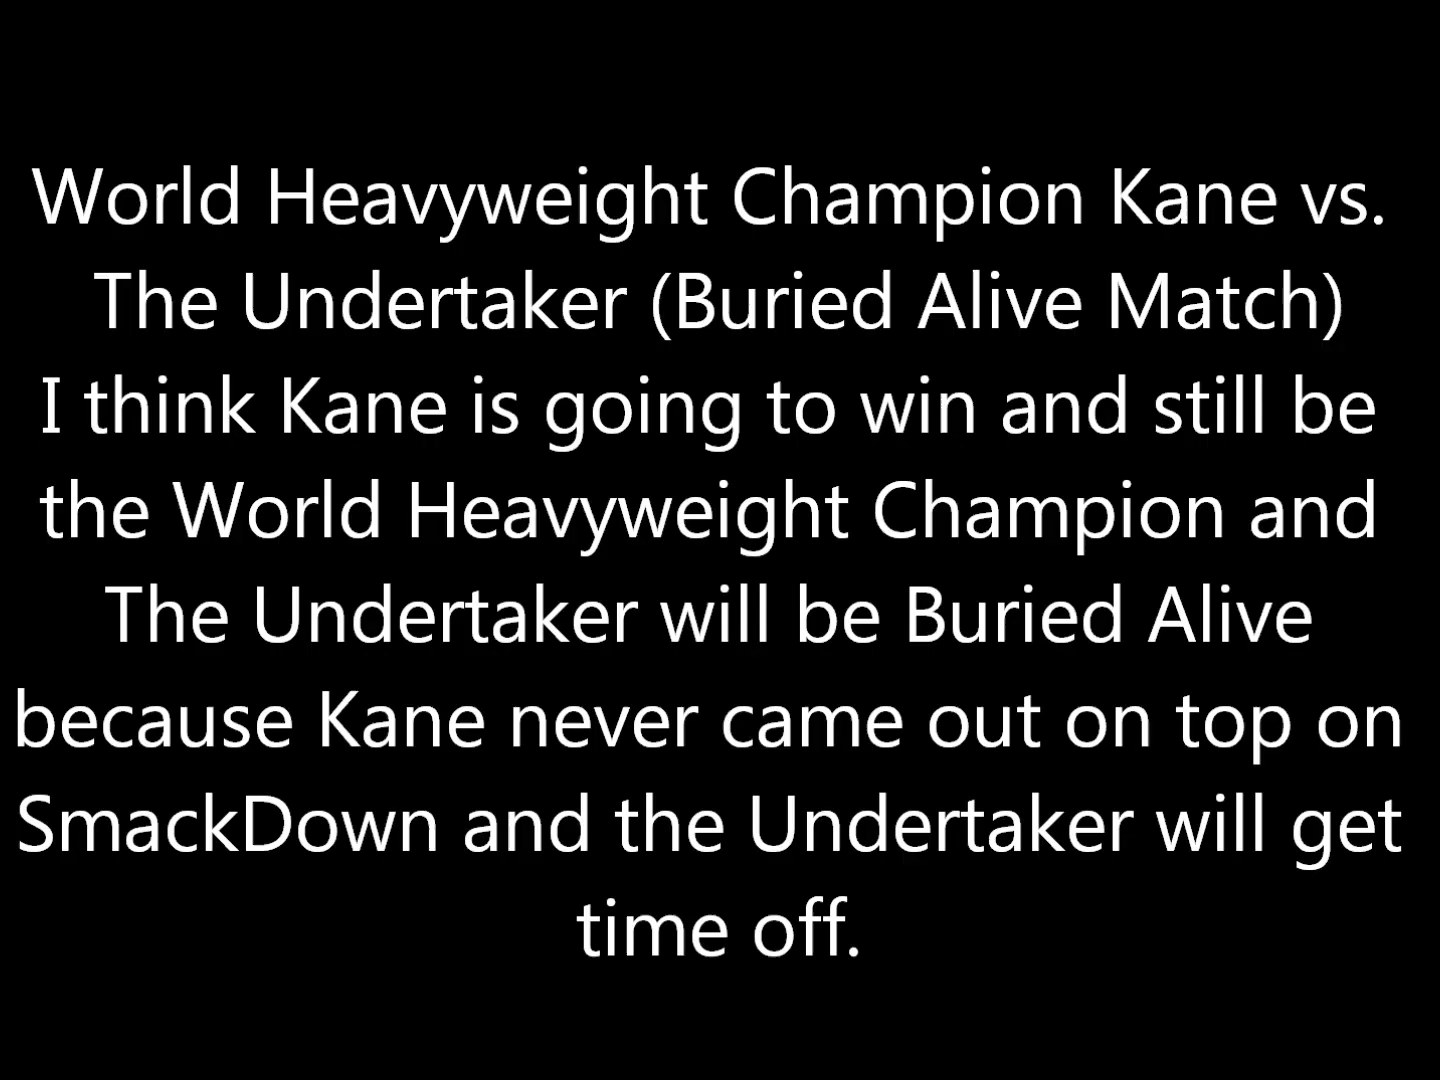 World Heavyweight Champion Kane vs.
The Undertaker (Buried Alive Match)
I think Kane is going to win and still be
the World Heavyweight Champion and
The Undertaker will be Buried Alive
because Kane never came out on top on
SmackDown and the Undertaker will get
time off.